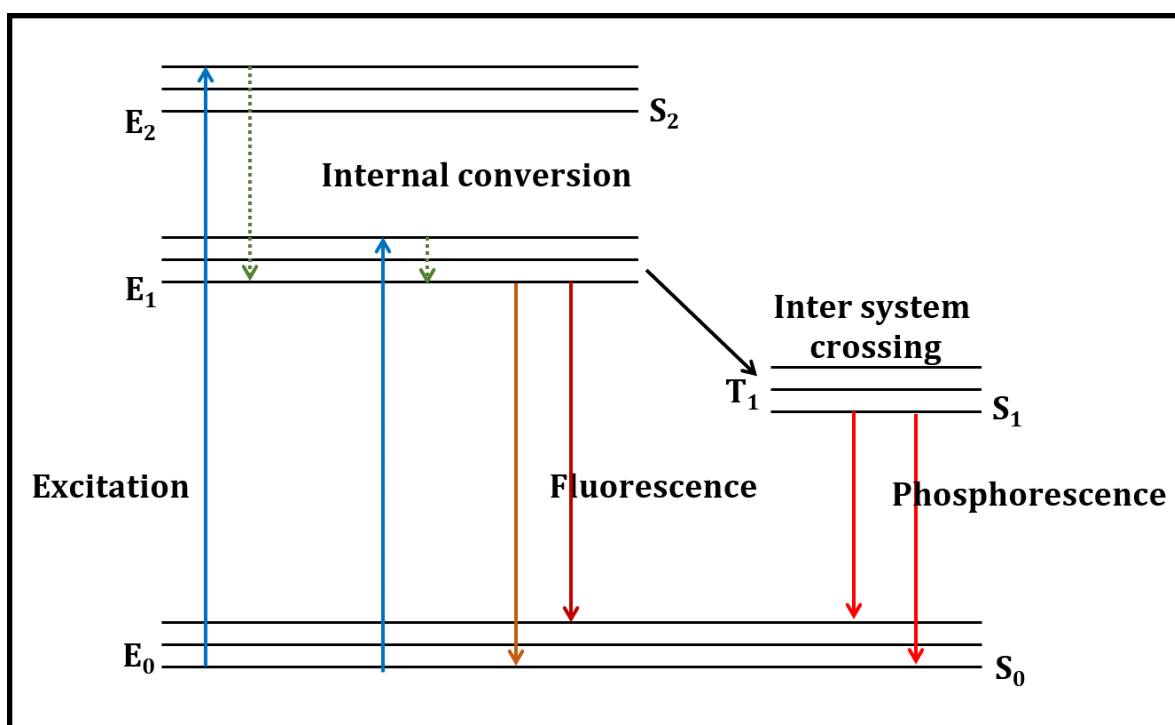 E₂
S₂
Internal conversion
E₁
Inter system
crossing
T₁
S₁
Excitation
Fluorescence
Phosphorescence
E₀
S₀